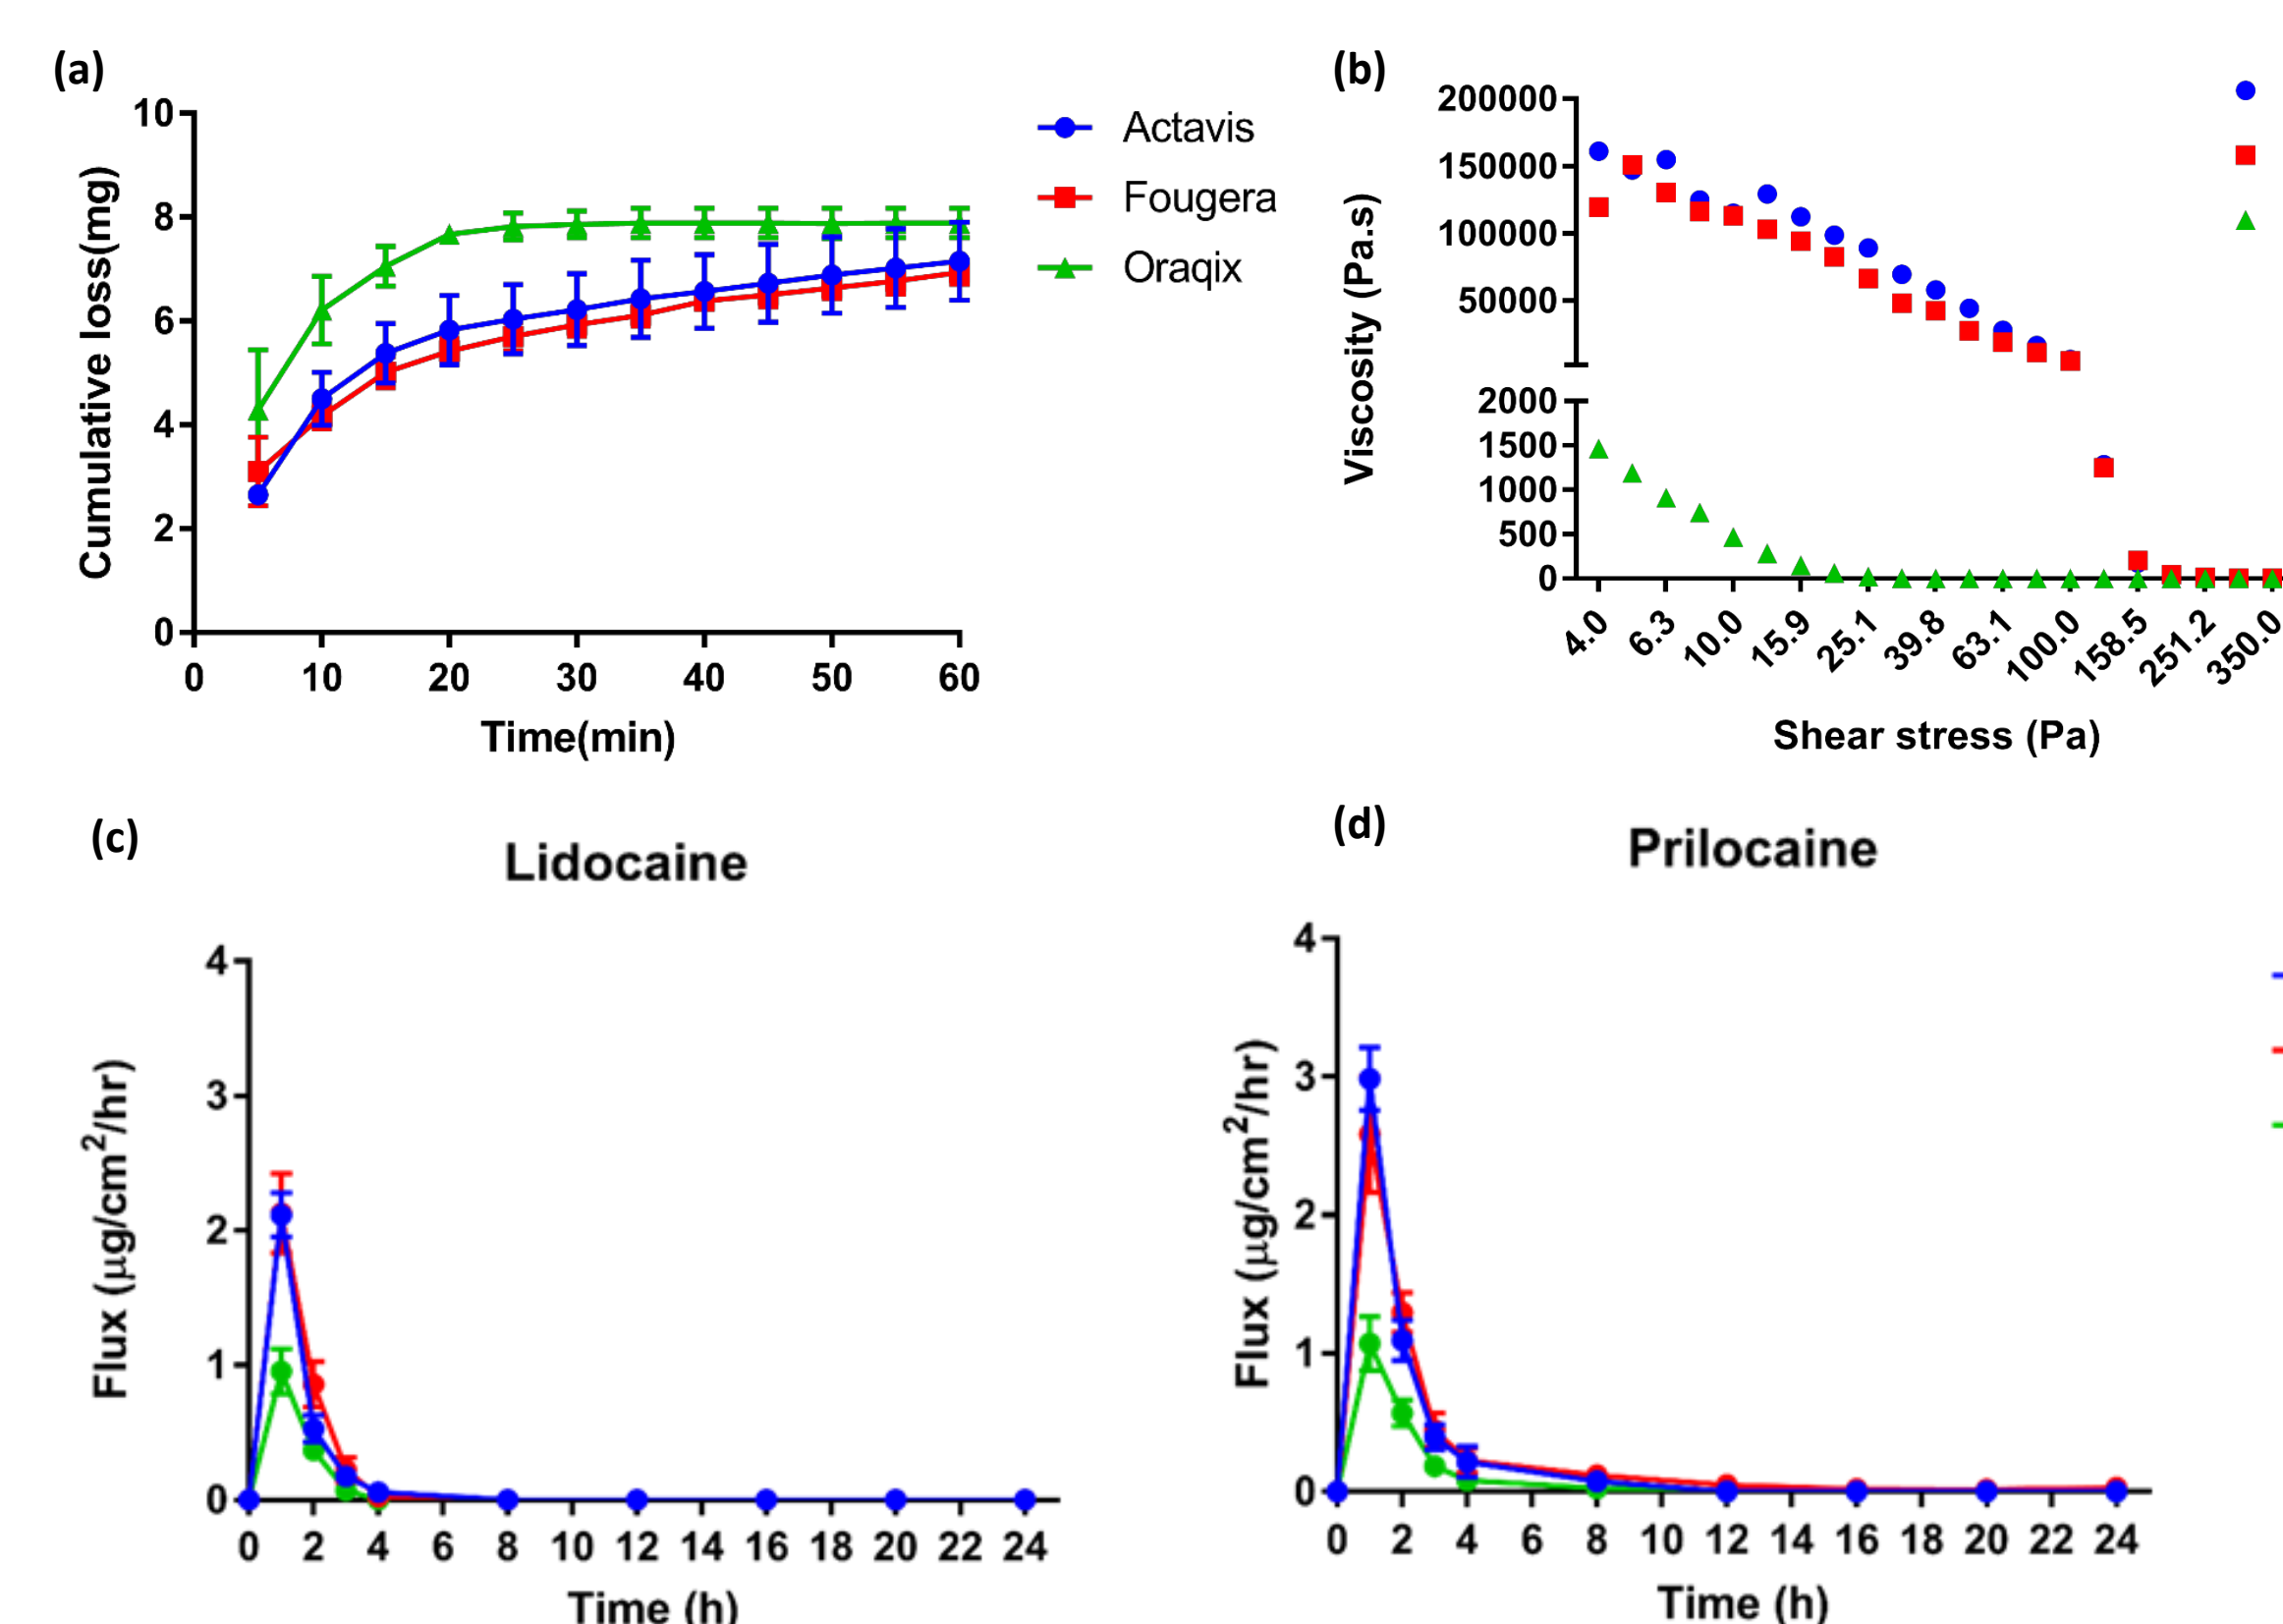 (a)
10
8
6
4
2
0
Cumulative loss(mg)
0 10 20 30 40 50 60
Time(min)
Actavis
Fougera
Oraqix
(b)
200000
150000
100000
50000
2000
1500
1000
500
0
Viscosity (Pa.s)
4.0 6.3 10.0 15.9 25.1 39.8 63.1 100.0 158.5 251.2 350.0
Shear stress (Pa)
(c)
Lidocaine
4
3
2
1
0
Flux (µg/cm²/hr)
0 2 4 6 8 10 12 14 16 18 20 22 24
Time (h)
(d)
Prilocaine
4
3
2
1
0
Flux (µg/cm²/hr)
0 2 4 6 8 10 12 14 16 18 20 22 24
Time (h)